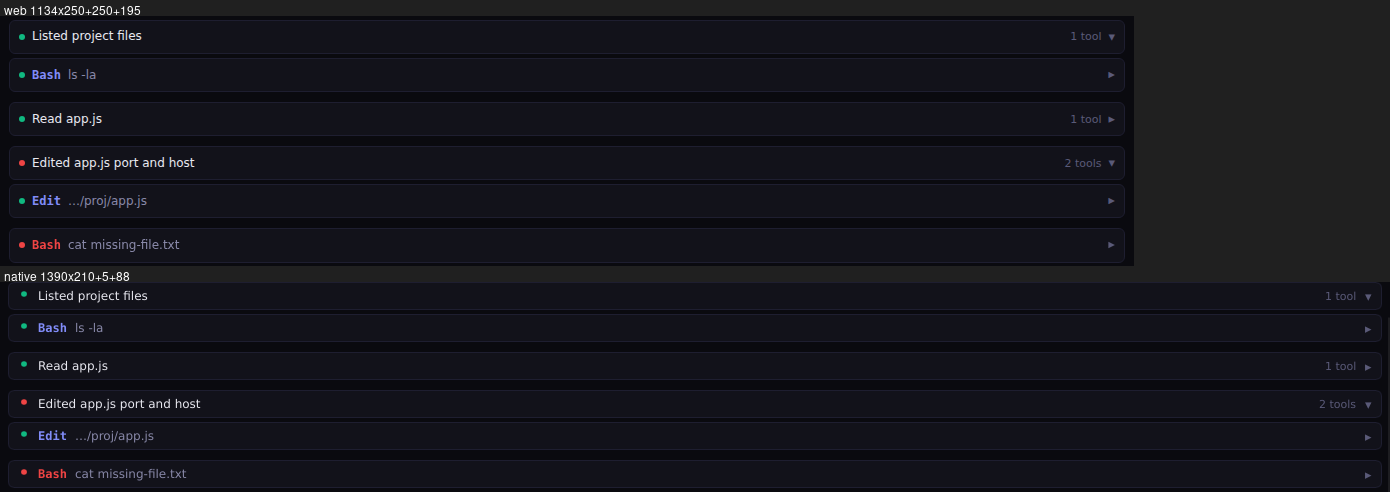 web 1134x250+250+195
Listed project files 1 tool ▼
Bash ls -la ▶
Read app.js 1 tool ▶
Edited app.js port and host 2 tools ▼
Edit …/proj/app.js ▶
Bash cat missing-file.txt ▶
native 1390x210+5+88
Listed project files 1 tool ▼
Bash ls -la ▶
Read app.js 1 tool ▶
Edited app.js port and host 2 tools ▼
Edit …/proj/app.js ▶
Bash cat missing-file.txt ▶